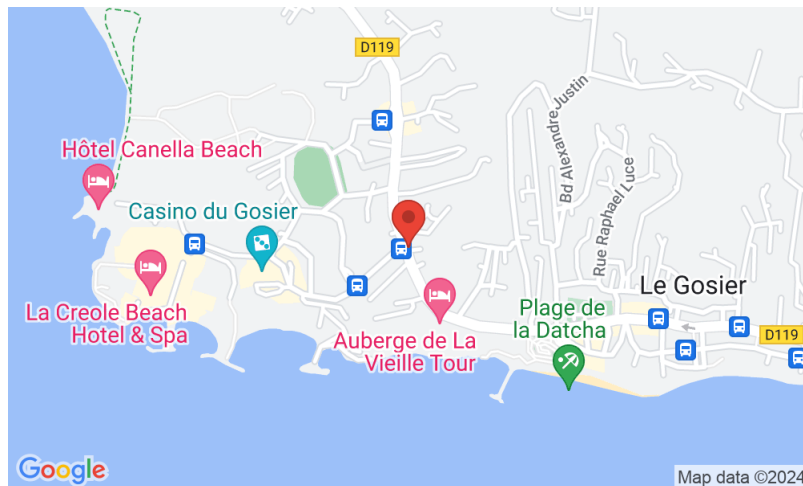 D119
Bd Alexandre Justin
Hôtel Canella Beach
Rue Raphael Luce
Casino du Gosier
Le Gosier
La Creole Beach
Hotel & Spa
Plage de
la Datcha
Auberge de La
Vieille Tour
D119
Google
Map data ©2024